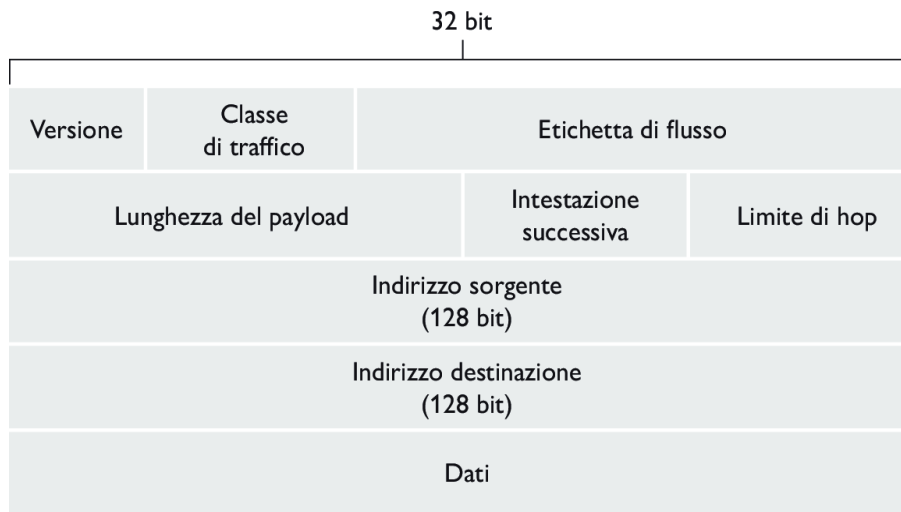 32 bit
Versione
Classe
di traffico
Etichetta di flusso
Lunghezza del payload
Intestazione
successiva
Limite di hop
Indirizzo sorgente
(128 bit)
Indirizzo destinazione
(128 bit)
Dati